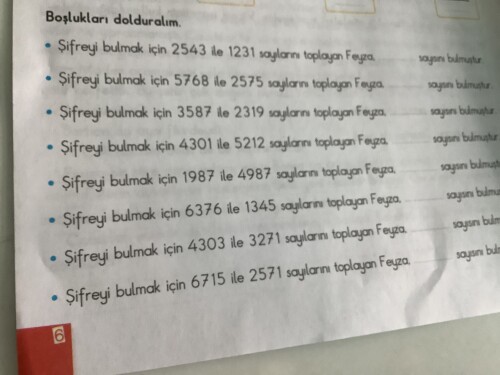 Boşlukları dolduralım.
• Şifreyi bulmak için 2543 ile 1231 sayılarını toplayan Feyza, ............ sayısını bulmuştur.
• Şifreyi bulmak için 5768 ile 2575 sayılarını toplayan Feyza, ............ sayısını bulmuştur.
• Şifreyi bulmak için 3587 ile 2319 sayılarını toplayan Feyza, ............ sayısını bulmuştur.
• Şifreyi bulmak için 4301 ile 5212 sayılarını toplayan Feyza, ............ sayısını bulmuştur
• Şifreyi bulmak için 1987 ile 4987 sayılarını toplayan Feyza, ............ sayısını bulmuştu
• Şifreyi bulmak için 6376 ile 1345 sayılarını toplayan Feyza, ............ sayısını bulmuş
• Şifreyi bulmak için 4303 ile 3271 sayılarını toplayan Feyza, ............ sayısını bulm
• Şifreyi bulmak için 6715 ile 2571 sayılarını toplayan Feyza, ............ sayısını bul
6